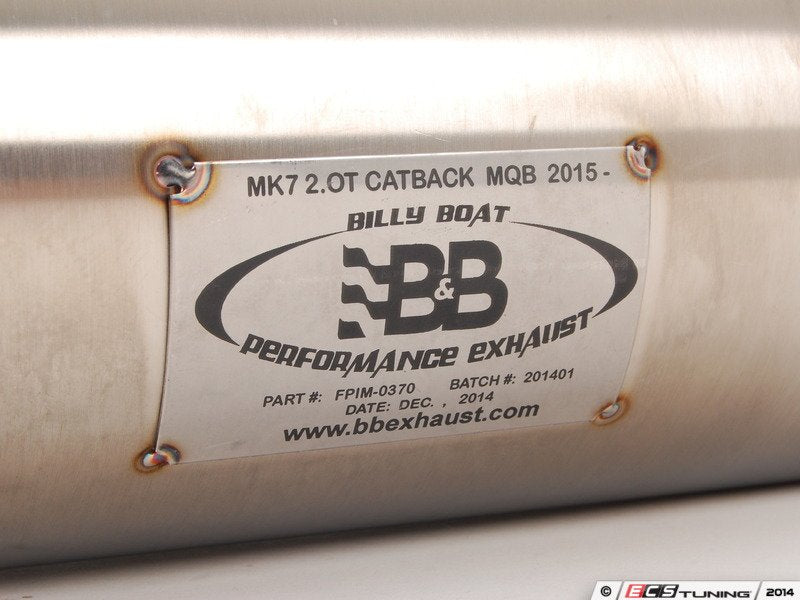 MK7 2.0T CATBACK MQB 2015-
BILLY BOAT
B&B
PERFORMANCE EXHAUST
PART #: FPIM-0370 BATCH #: 201401
DATE: DEC. , 2014
www.bbexhaust.com
© ECS TUNING 2014